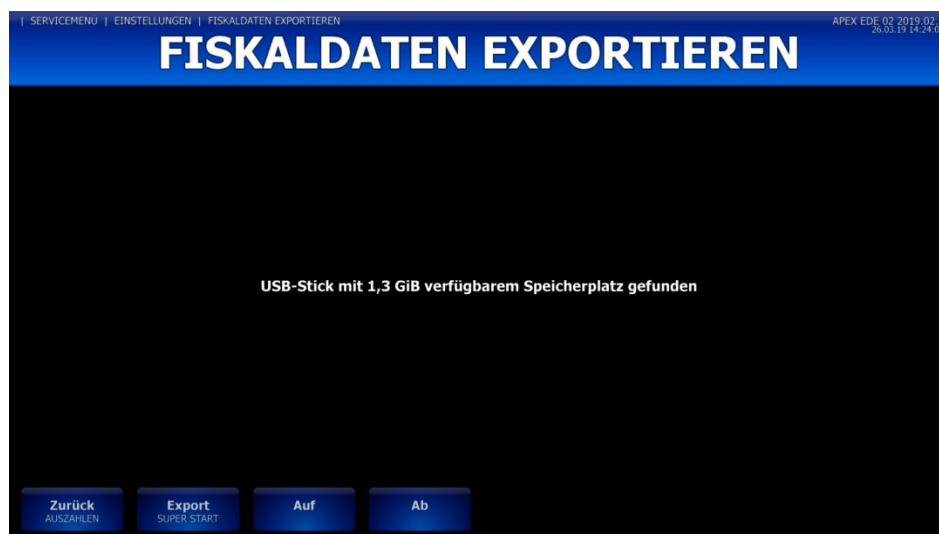 | SERVICEMENÜ | EINSTELLUNGEN | FISKALDATEN EXPORTIEREN
APEX EDE 02 2019.02.
26.03.19 14:24:0
FISKALDATEN EXPORTIEREN
USB-Stick mit 1,3 GiB verfügbarem Speicherplatz gefunden
Zurück
AUSZAHLEN
Export
SUPER START
Auf
Ab